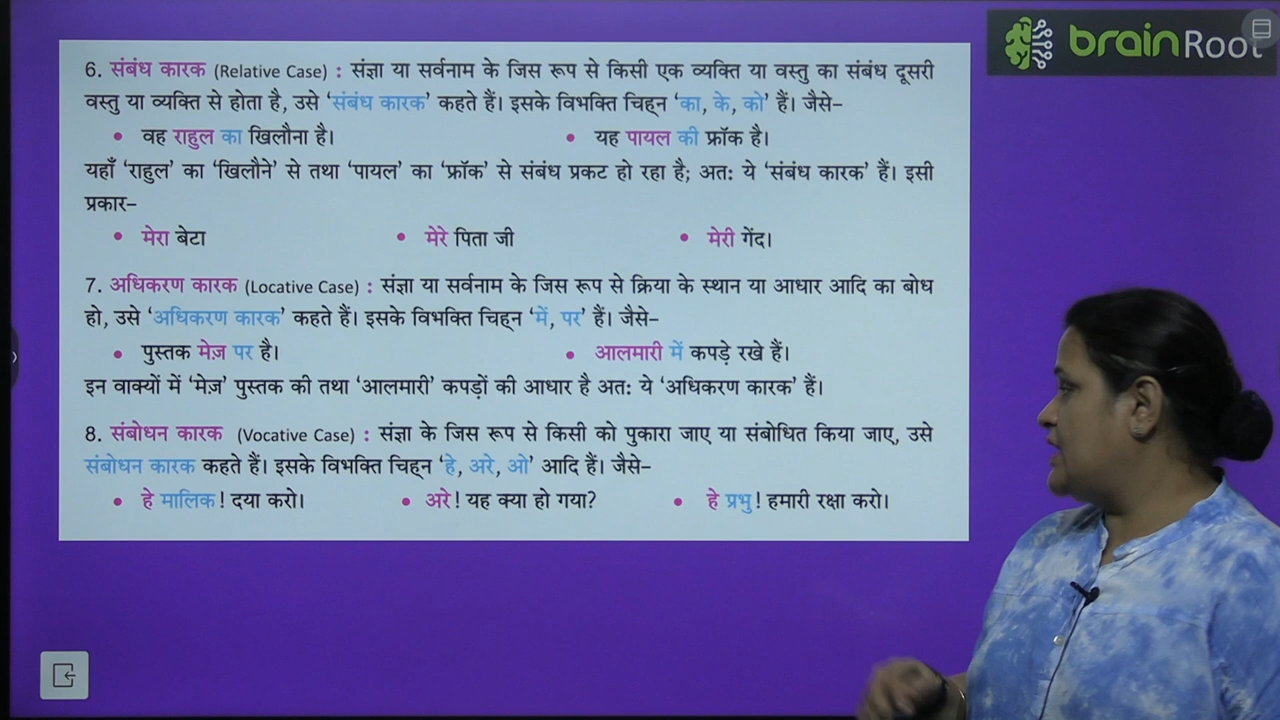 brainRoot
6. संबंध कारक (Relative Case) : संज्ञा या सर्वनाम के जिस रूप से किसी एक व्यक्ति या वस्तु का संबंध दूसरी
वस्तु या व्यक्ति से होता है, उसे ‘संबंध कारक’ कहते हैं। इसके विभक्ति चिह्न ‘का, के, को’ हैं। जैसे–
• वह राहुल का खिलौना है। • यह पायल की फ्रॉक है।
यहाँ ‘राहुल’ का ‘खिलौने’ से तथा ‘पायल’ का ‘फ्रॉक’ से संबंध प्रकट हो रहा है; अतः ये ‘संबंध कारक’ हैं। इसी
प्रकार–
• मेरा बेटा • मेरे पिता जी • मेरी गेंद।
7. अधिकरण कारक (Locative Case) : संज्ञा या सर्वनाम के जिस रूप से क्रिया के स्थान या आधार आदि का बोध
हो, उसे ‘अधिकरण कारक’ कहते हैं। इसके विभक्ति चिह्न ‘में, पर’ हैं। जैसे–
• पुस्तक मेज़ पर है। • आलमारी में कपड़े रखे हैं।
इन वाक्यों में ‘मेज़’ पुस्तक की तथा ‘आलमारी’ कपड़ों की आधार है अतः ये ‘अधिकरण कारक’ हैं।
8. संबोधन कारक (Vocative Case) : संज्ञा के जिस रूप से किसी को पुकारा जाए या संबोधित किया जाए, उसे
संबोधन कारक कहते हैं। इसके विभक्ति चिह्न ‘हे, अरे, ओ’ आदि हैं। जैसे–
• हे मालिक! दया करो। • अरे! यह क्या हो गया? • हे प्रभु! हमारी रक्षा करो।